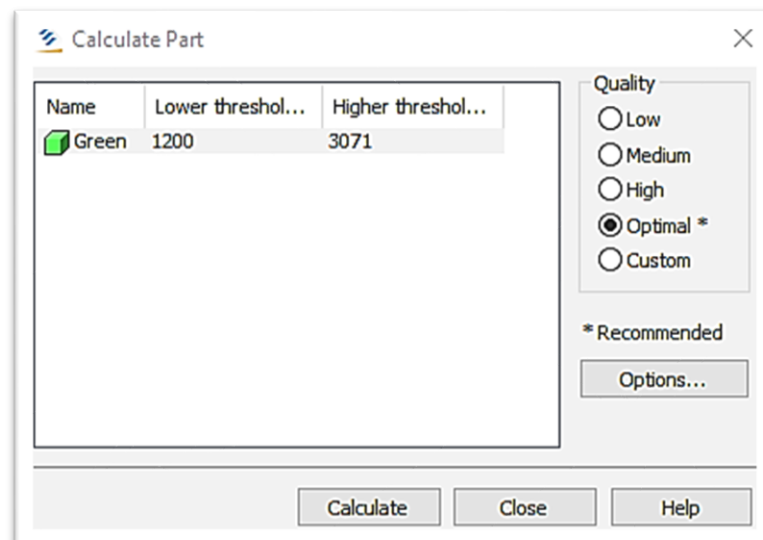 Calculate Part
Name Lower threshol... Higher threshol...
Green 1200 3071
Quality
Low
Medium
High
Optimal *
Custom
* Recommended
Options...
Calculate Close Help